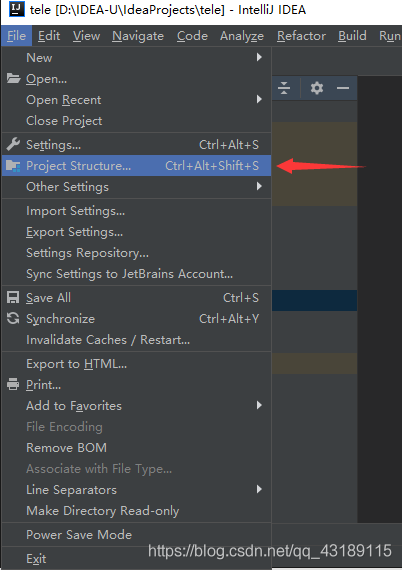 tele [D:\IDEA-U\IdeaProjects\tele] - IntelliJ IDEA
File Edit View Navigate Code Analyze Refactor Build Run
New
Open...
Open Recent
Close Project
Settings... Ctrl+Alt+S
Project Structure... Ctrl+Alt+Shift+S
Other Settings
Import Settings...
Export Settings...
Settings Repository...
Sync Settings to JetBrains Account...
Save All Ctrl+S
Synchronize Ctrl+Alt+Y
Invalidate Caches / Restart...
Export to HTML...
Print...
Add to Favorites
File Encoding
Remove BOM
Associate with File Type...
Line Separators
Make Directory Read-only
Power Save Mode
Exit
https://blog.csdn.net/qq_43189115